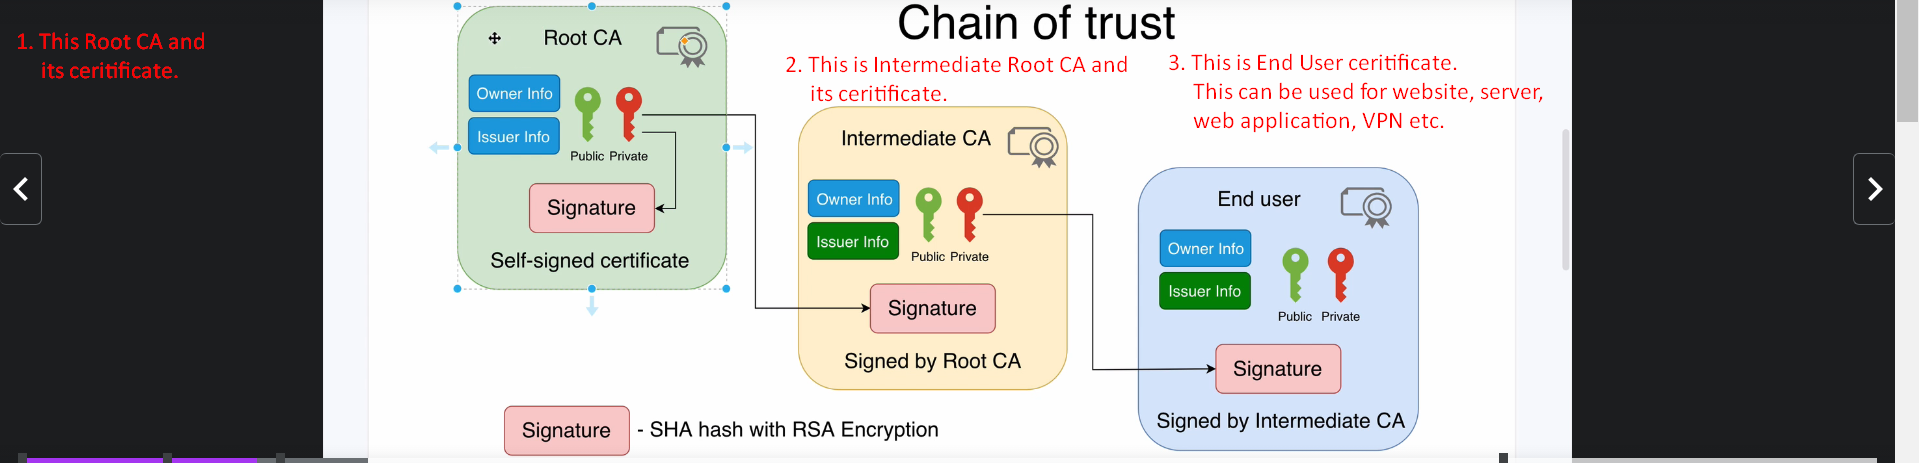 Chain of trust
1. This Root CA and
its ceritificate.
Root CA
Owner Info
Issuer Info
Public Private
Signature
Self-signed certificate
2. This is Intermediate Root CA and
its ceritificate.
Intermediate CA
Owner Info
Issuer Info
Public Private
Signature
Signed by Root CA
3. This is End User ceritificate.
This can be used for website, server,
web application, VPN etc.
End user
Owner Info
Issuer Info
Public Private
Signature
Signed by Intermediate CA
Signature - SHA hash with RSA Encryption